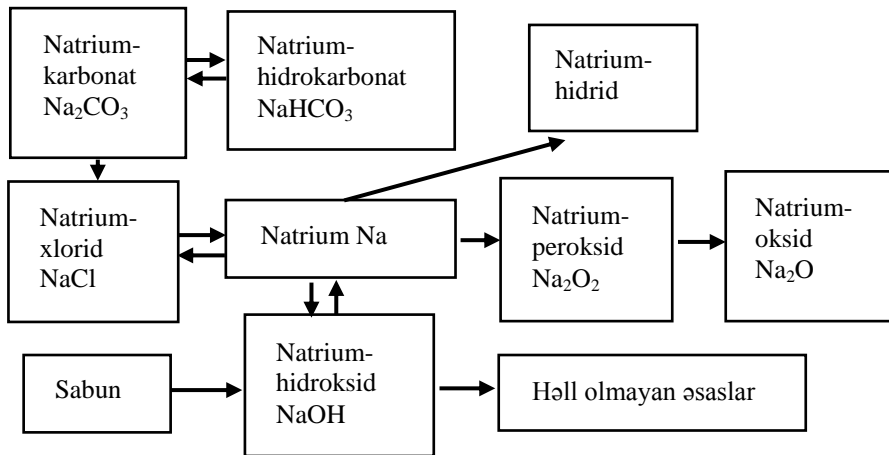 Natrium-
karbonat
Na₂CO₃
Natrium-
hidrokarbonat
NaHCO₃
Natrium-
hidrid
Natrium-
xlorid
NaCl
Natrium Na
Natrium-
peroksid
Na₂O₂
Natrium-
oksid
Na₂O
Sabun
Natrium-
hidroksid
NaOH
Həll olmayan əsaslar